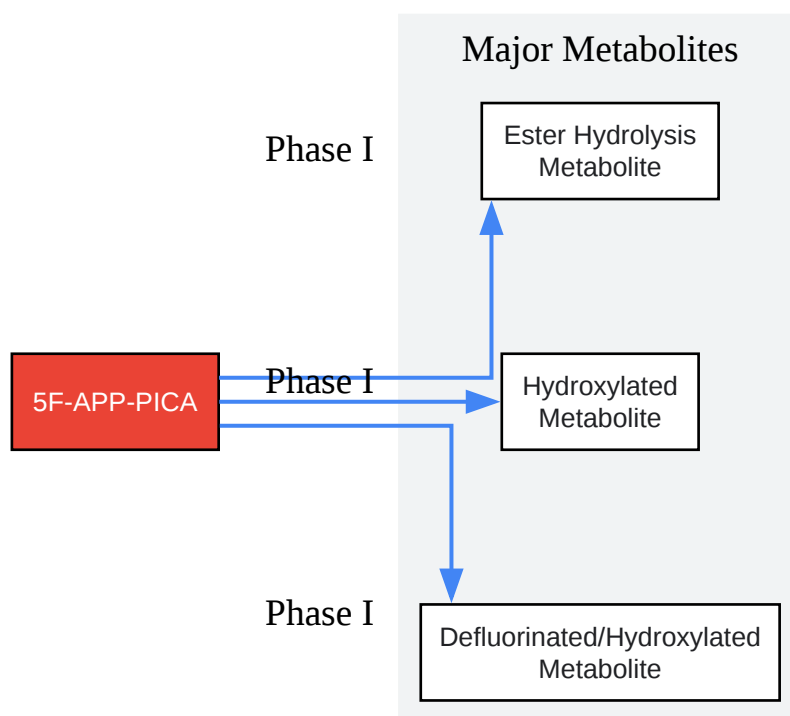 Major Metabolites
Phase I
Ester Hydrolysis
Metabolite
5F-APP-PICA
Phase I
Hydroxylated
Metabolite
Phase I
Defluorinated/Hydroxylated
Metabolite